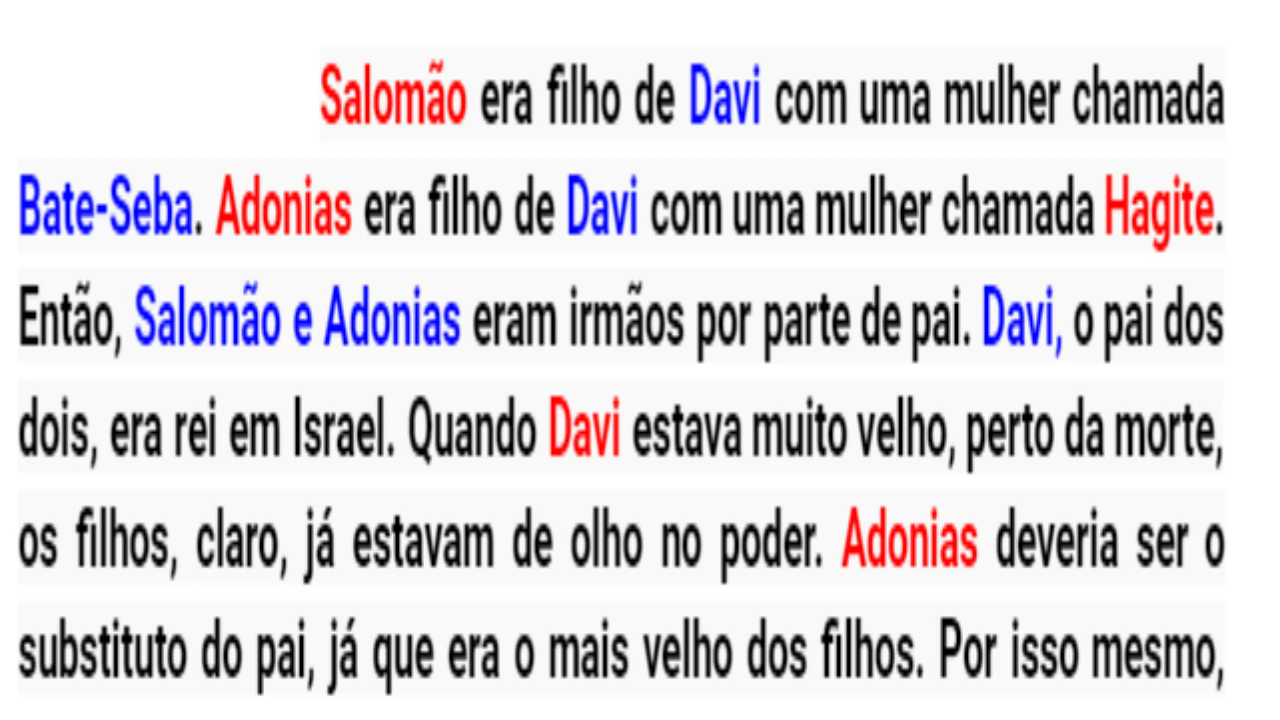 Salomão era filho de Davi com uma mulher chamada
Bate-Seba. Adonias era filho de Davi com uma mulher chamada Hagite.
Então, Salomão e Adonias eram irmãos por parte de pai. Davi, o pai dos
dois, era rei em Israel. Quando Davi estava muito velho, perto da morte,
os filhos, claro, já estavam de olho no poder. Adonias deveria ser o
substituto do pai, já que era o mais velho dos filhos. Por isso mesmo,